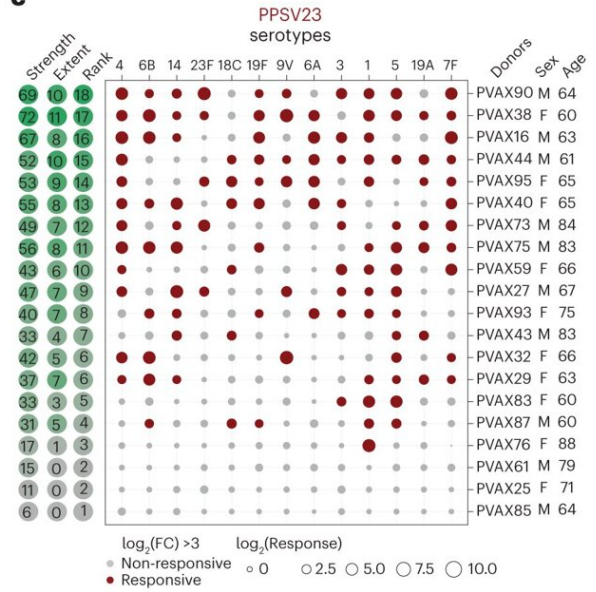 PPSV23
serotypes
Strength Extent Rank 4 6B 14 23F 18C 19F 9V 6A 3 1 5 19A 7F Donors Sex Age
69 10 18 PVAX90 M 64
72 11 17 PVAX38 F 60
67 8 16 PVAX16 M 63
52 10 15 PVAX44 M 61
53 9 14 PVAX95 F 65
55 8 13 PVAX40 F 65
49 7 12 PVAX73 M 84
56 8 11 PVAX75 M 83
43 6 10 PVAX59 F 66
47 7 9 PVAX27 M 67
40 7 8 PVAX93 F 75
33 4 7 PVAX43 M 83
42 5 6 PVAX32 F 66
37 7 6 PVAX29 F 63
33 3 5 PVAX83 F 60
31 5 4 PVAX87 M 60
17 1 3 PVAX76 F 88
15 0 2 PVAX61 M 79
11 0 2 PVAX25 F 71
6 0 1 PVAX85 M 64
log2(FC) >3 log2(Response)
Non-responsive 0 2.5 5.0 7.5 10.0
Responsive